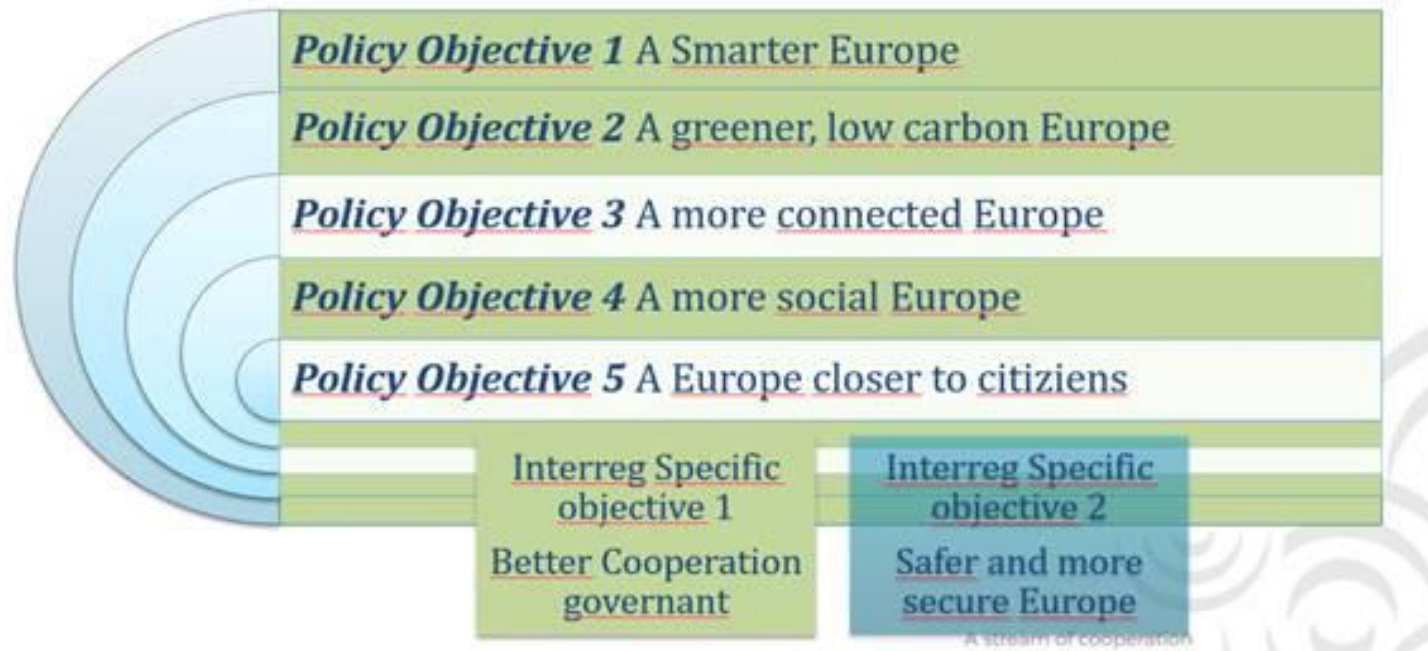 Policy Objective 1 A Smarter Europe
Policy Objective 2 A greener, low carbon Europe
Policy Objective 3 A more connected Europe
Policy Objective 4 A more social Europe
Policy Objective 5 A Europe closer to citiziens
Interreg Specific
objective 1
Better Cooperation
governant
Interreg Specific
objective 2
Safer and more
secure Europe
A stream of cooperation